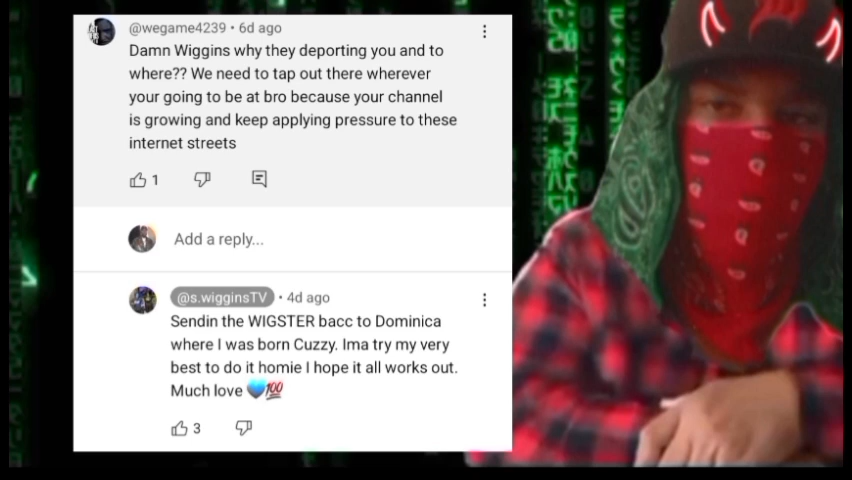 @wegame4239 • 6d ago
Damn Wiggins why they deporting you and to
where?? We need to tap out there wherever
your going to be at bro because your channel
is growing and keep applying pressure to these
internet streets
1
Add a reply...
@s.wigginsTV • 4d ago
Sendin the WIGSTER bacc to Dominica
where I was born Cuzzy. Ima try my very
best to do it homie I hope it all works out.
Much love 💙💯
3